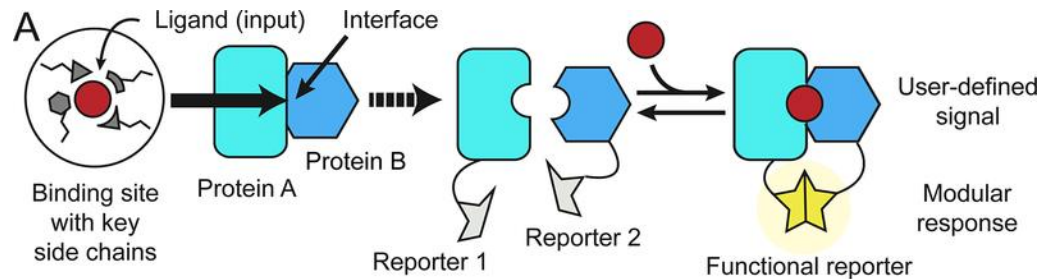 A
Ligand (input)
Interface
Binding site
with key
side chains
Protein A
Protein B
Reporter 1
Reporter 2
User-defined
signal
Modular
response
Functional reporter